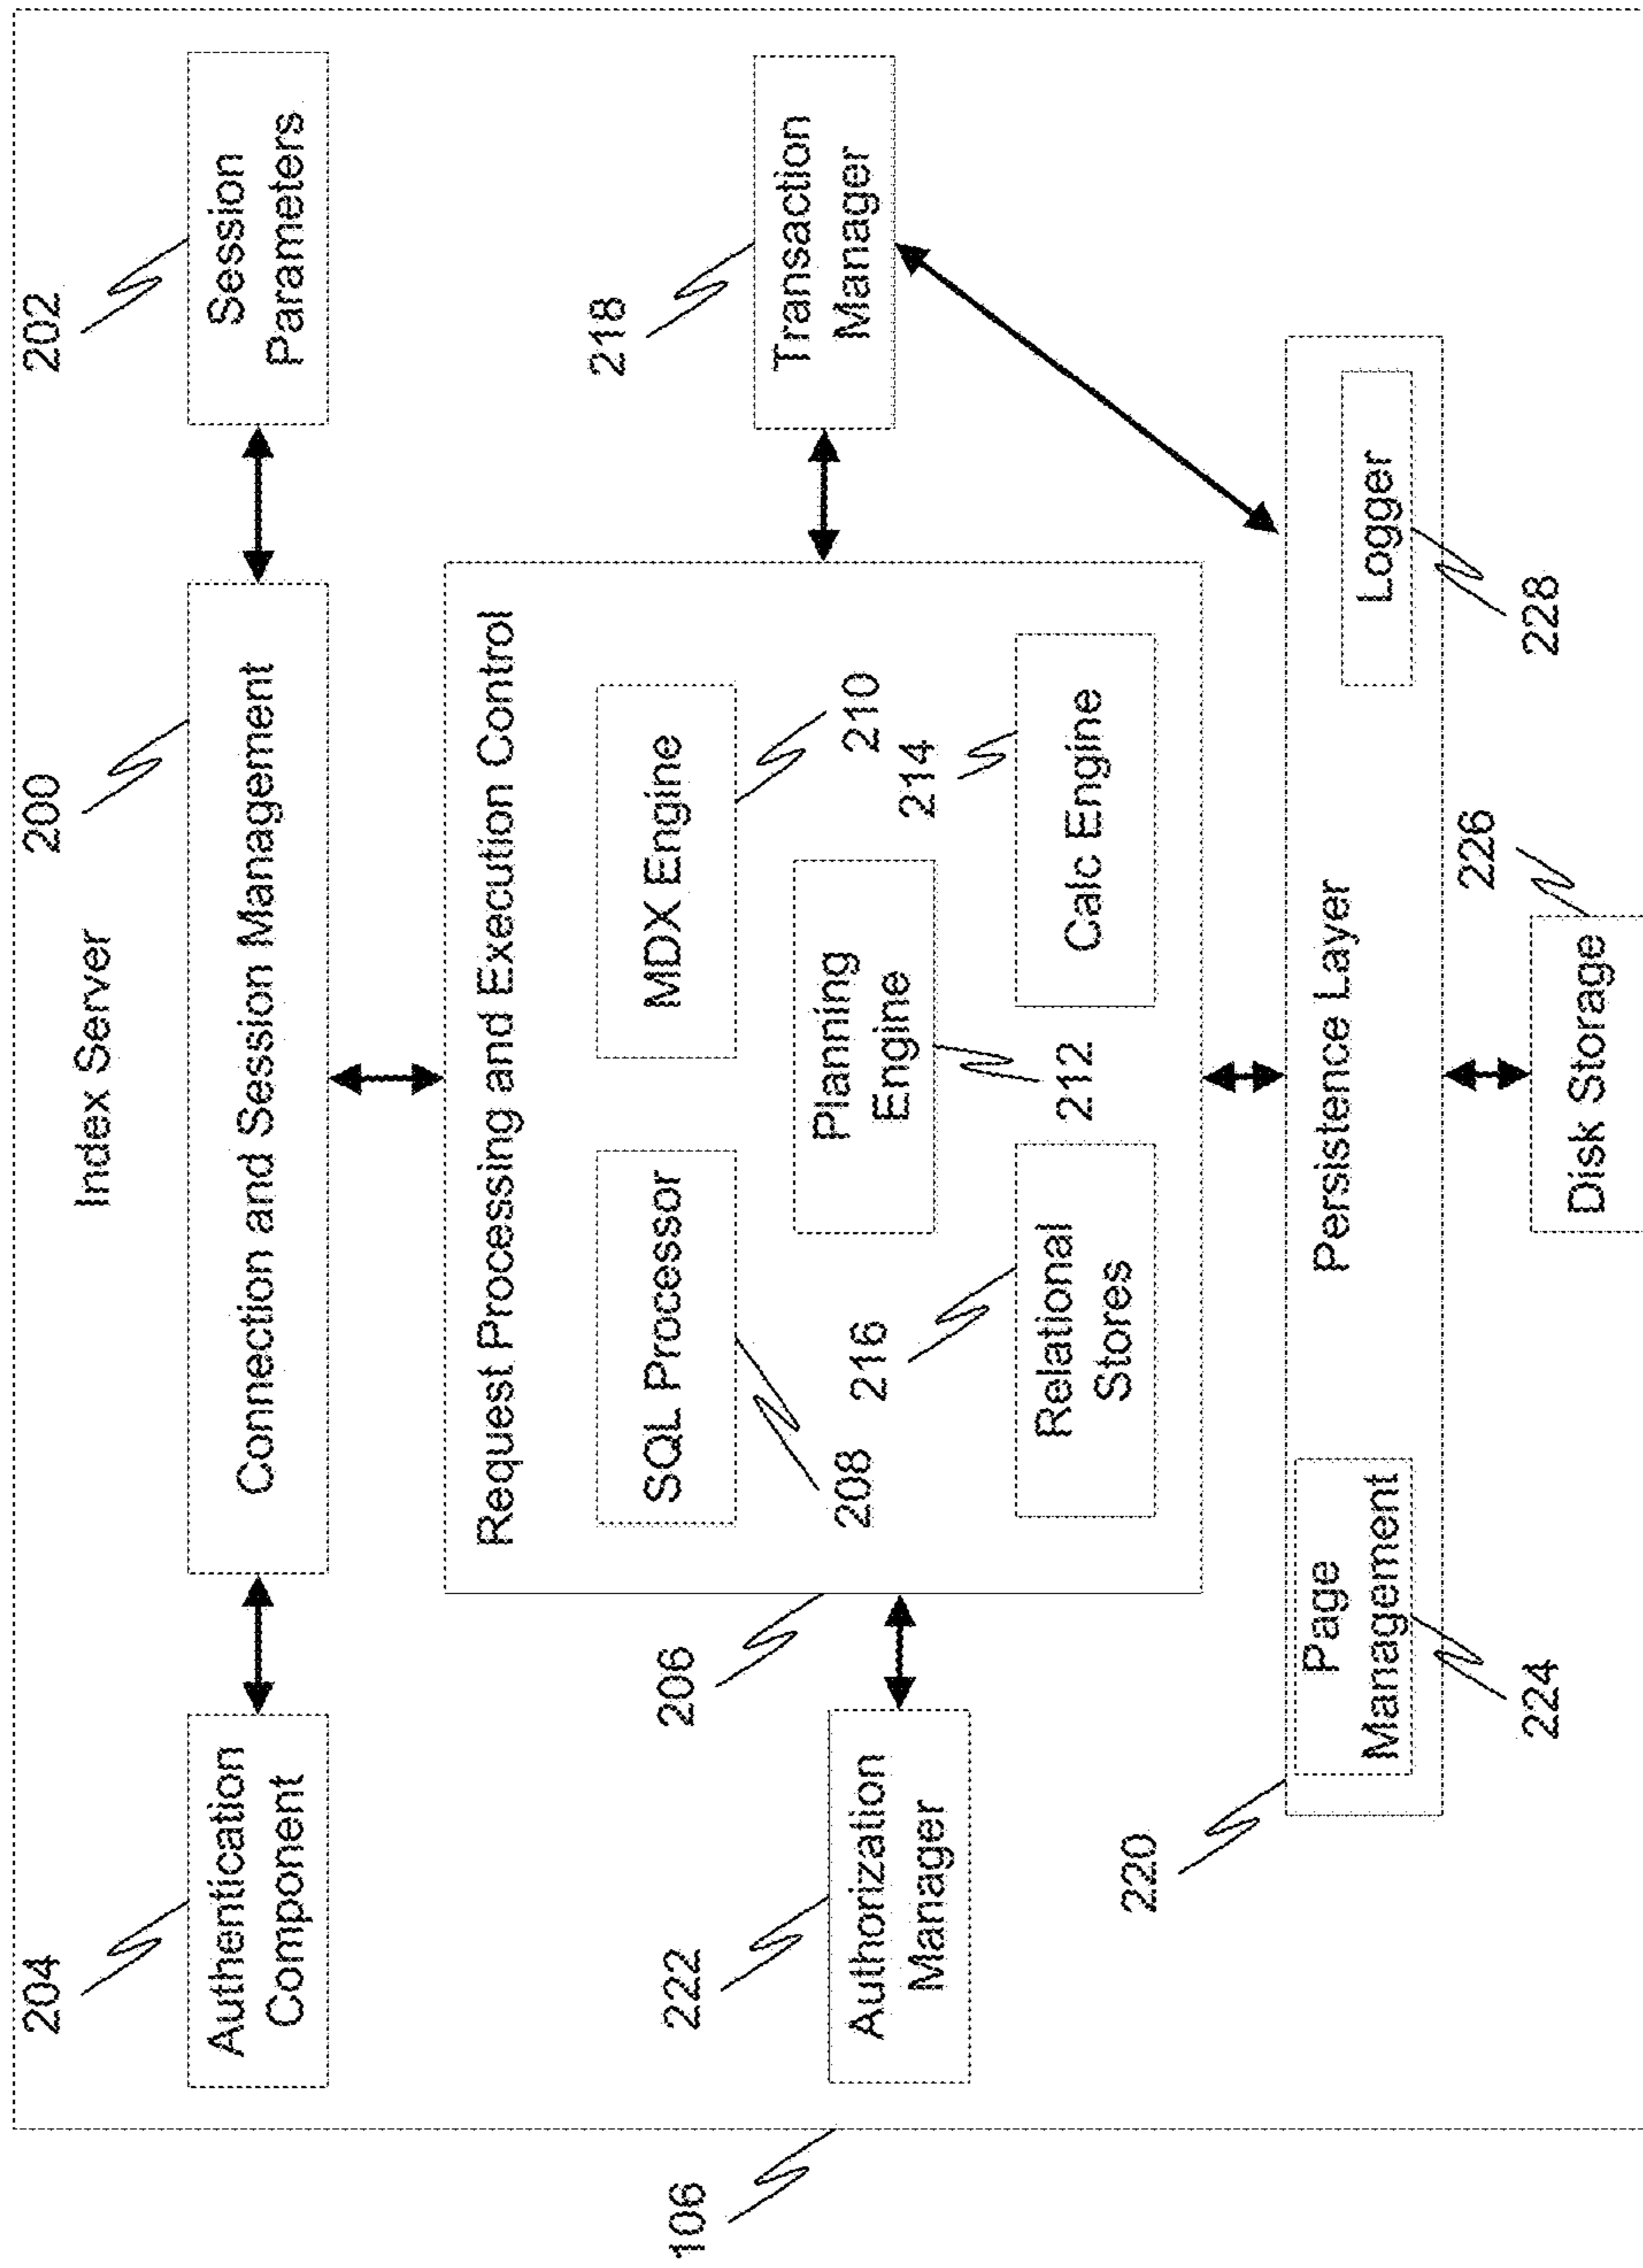 Index Server
204
200
202
Authentication
Component
Connection and Session Management
Session
Parameters
Request Processing and Execution Control
222
206
218
Authorization
Manager
SQL Processor
MDX Engine
Transaction
Manager
208
216
210
214
Planning
Engine
212
Relational
Stores
Calc Engine
220
Page
Management
Persistence Layer
Logger
224
226
228
Disk Storage
106